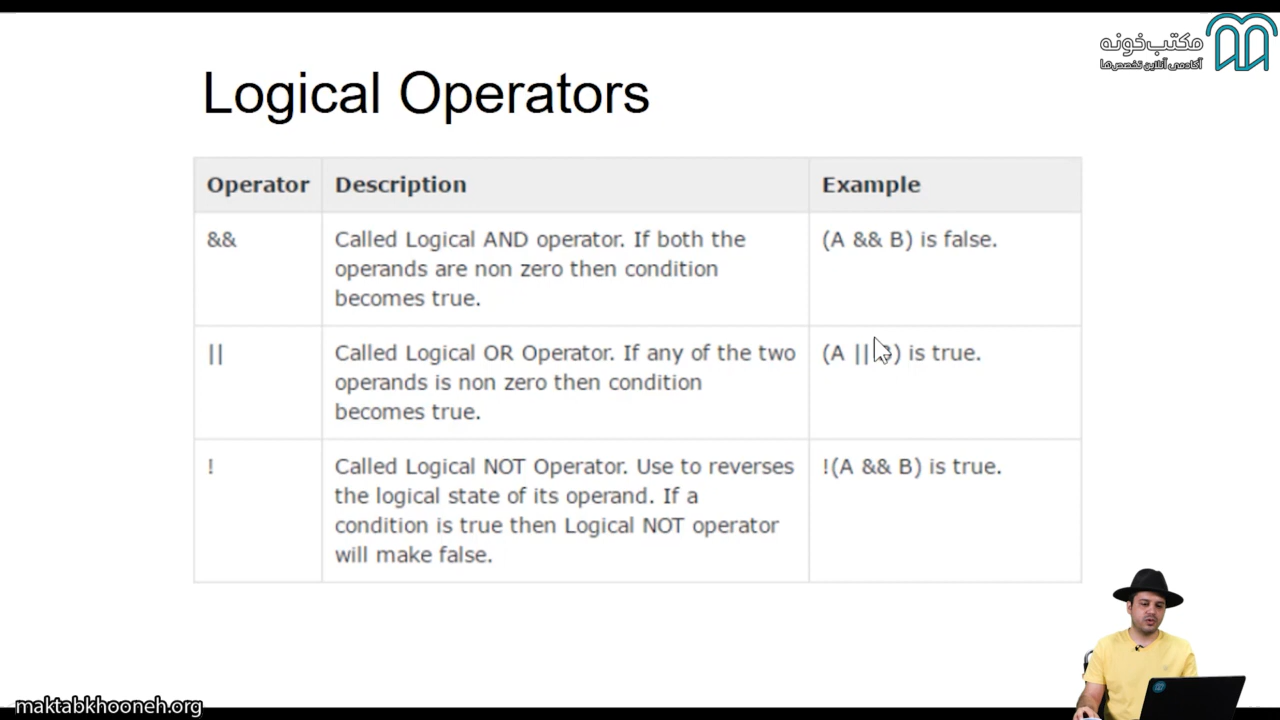 مکتب‌خونه
آکادمی آنلاین تخصص‌ها
Logical Operators
Operator Description Example
&& Called Logical AND operator. If both the (A && B) is false.
operands are non zero then condition
becomes true.
|| Called Logical OR Operator. If any of the two (A || B) is true.
operands is non zero then condition
becomes true.
! Called Logical NOT Operator. Use to reverses !(A && B) is true.
the logical state of its operand. If a
condition is true then Logical NOT operator
will make false.
maktabkhooneh.org